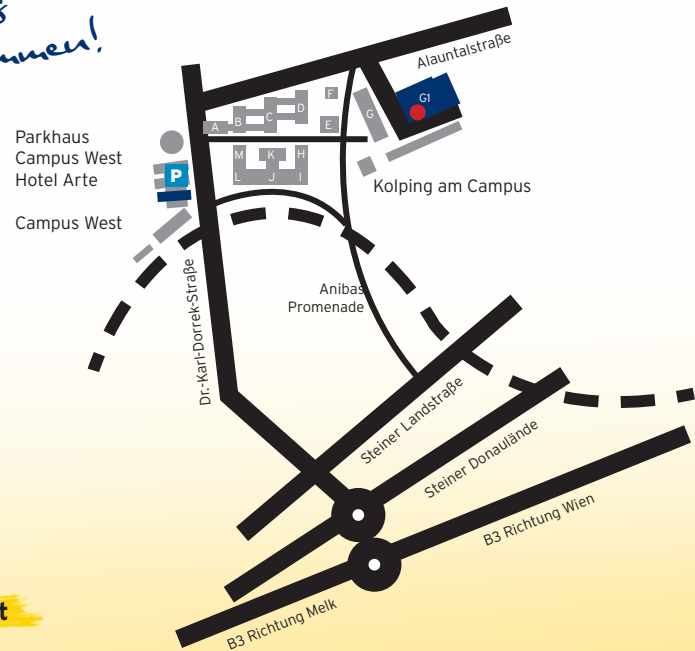 Alauntalstraße
F
G1
D
C
G
B
E
A
Parkhaus
Campus West
Hotel Arte
M
K
H
P
L
J
I
Kolping am Campus
Campus West
Dr.-Karl-Dorrek-Straße
Anibas
Promenade
Steiner Landstraße
Steiner Donaulände
B3 Richtung Wien
B3 Richtung Melk